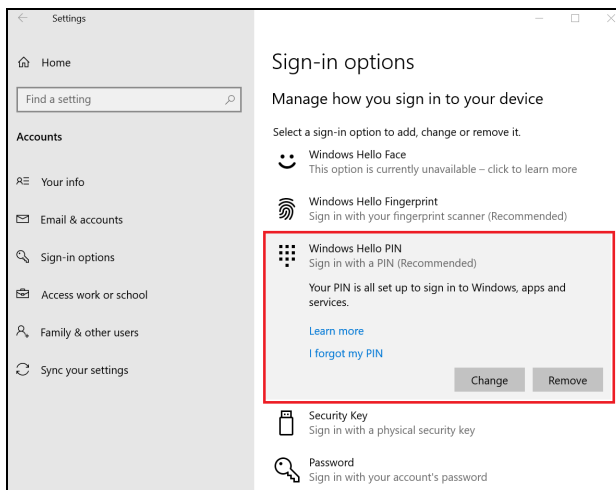 Settings
Home
Find a setting
Accounts
Your info
Email & accounts
Sign-in options
Access work or school
Family & other users
Sync your settings
Sign-in options
Manage how you sign in to your device
Select a sign-in option to add, change or remove it.
Windows Hello Face
This option is currently unavailable – click to learn more
Windows Hello Fingerprint
Sign in with your fingerprint scanner (Recommended)
Windows Hello PIN
Sign in with a PIN (Recommended)
Your PIN is all set up to sign in to Windows, apps and
services.
Learn more
I forgot my PIN
Change
Remove
Security Key
Sign in with a physical security key
Password
Sign in with your account's password